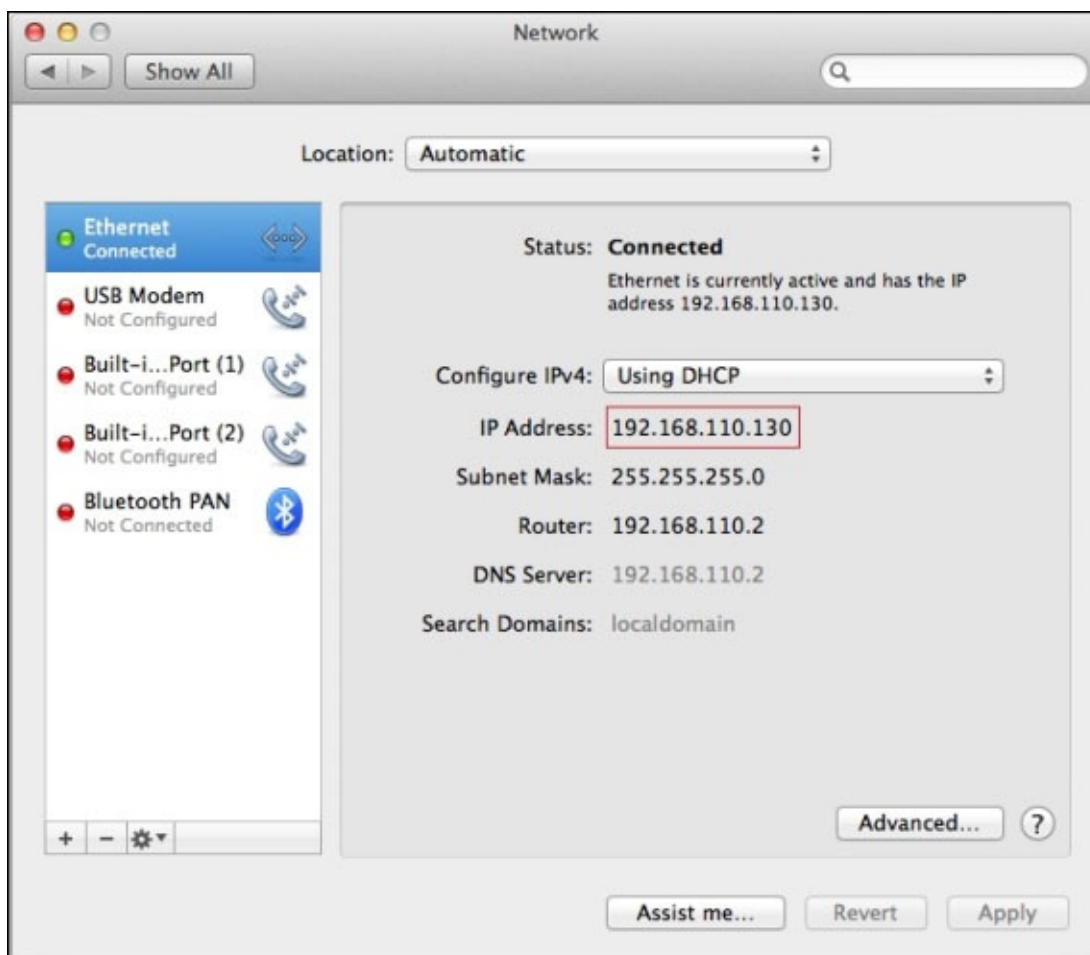 Network
Show All
Location: Automatic
Ethernet
Connected
USB Modem
Not Configured
Built-i...Port (1)
Not Configured
Built-i...Port (2)
Not Configured
Bluetooth PAN
Not Connected
Status: Connected
Ethernet is currently active and has the IP
address 192.168.110.130.
Configure IPv4: Using DHCP
IP Address: 192.168.110.130
Subnet Mask: 255.255.255.0
Router: 192.168.110.2
DNS Server: 192.168.110.2
Search Domains: localdomain
+ −
Advanced... ?
Assist me... Revert Apply